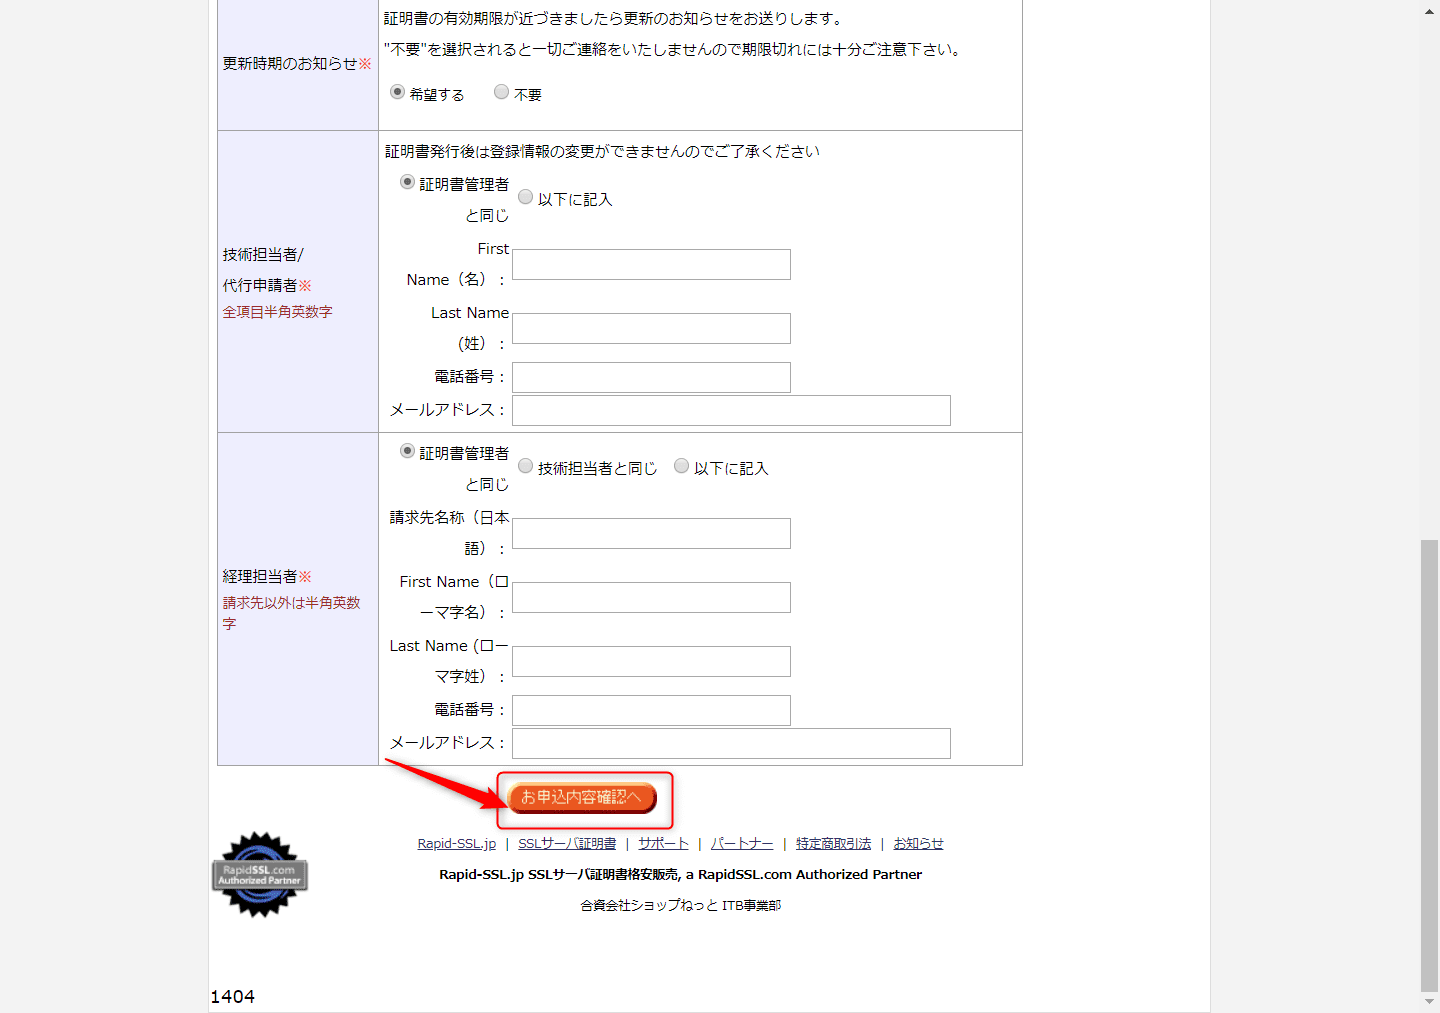 証明書の有効期限が近づきましたら更新のお知らせをお送りします。
"不要"を選択されると一切ご連絡をいたしませんので期限切れには十分ご注意下さい。
更新時期のお知らせ※
希望する 不要
証明書発行後は登録情報の変更ができませんのでご了承ください
証明書管理者
と同じ
以下に記入
技術担当者/
代行申請者※
全項目半角英数字
First
Name（名）：
Last Name
(姓）：
電話番号：
メールアドレス：
証明書管理者
と同じ
技術担当者と同じ 以下に記入
請求先名称（日本
語）：
経理担当者※
請求先以外は半角英数
字
First Name（ロ
ーマ字名）：
Last Name (ロー
マ字姓）：
電話番号：
メールアドレス：
お申込内容確認へ
Rapid-SSL.jp | SSLサーバ証明書 | サポート | パートナー | 特定商取引法 | お知らせ
RapidSSL.com
Authorized Partner
Rapid-SSL.jp SSLサーバ証明書格安販売, a RapidSSL.com Authorized Partner
合資会社ショップねっと ITB事業部
1404